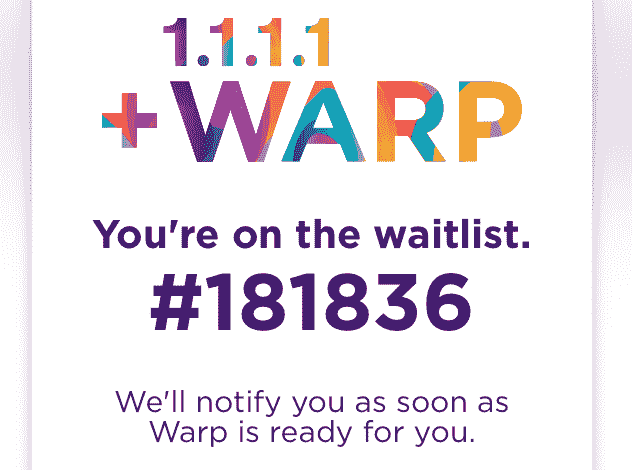 1.1.1.1
+WARP
You're on the waitlist.
#181836
We'll notify you as soon as
Warp is ready for you.